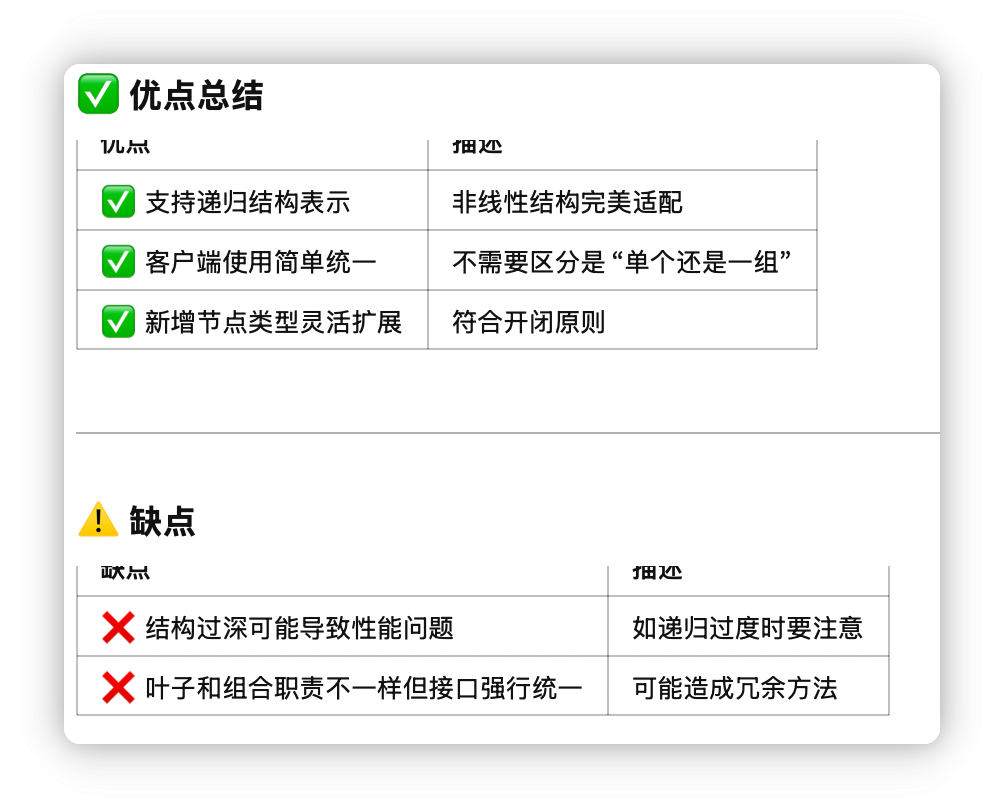 ✅ 优点总结
优点 描述
✅ 支持递归结构表示 非线性结构完美适配
✅ 客户端使用简单统一 不需要区分是 “单个还是一组”
✅ 新增节点类型灵活扩展 符合开闭原则
⚠️ 缺点
缺点 描述
❌ 结构过深可能导致性能问题 如递归过度时要注意
❌ 叶子和组合职责不一样但接口强行统一 可能造成冗余方法